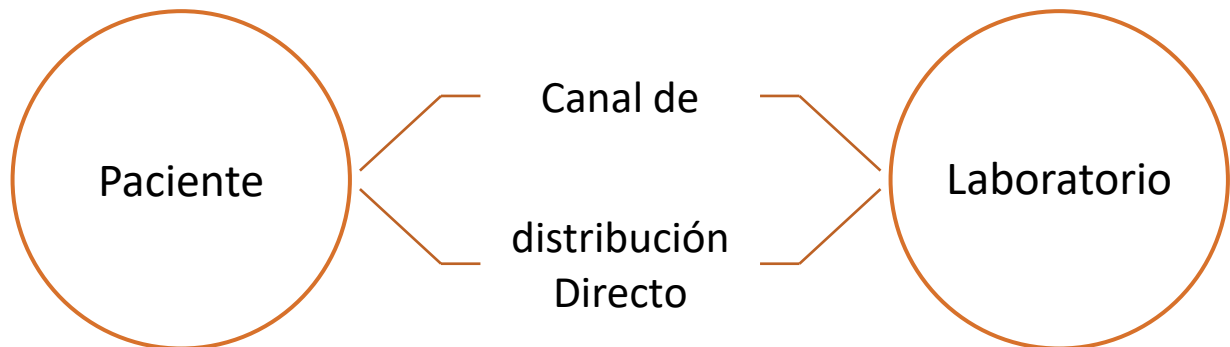 Paciente
Canal de
distribución
Directo
Laboratorio